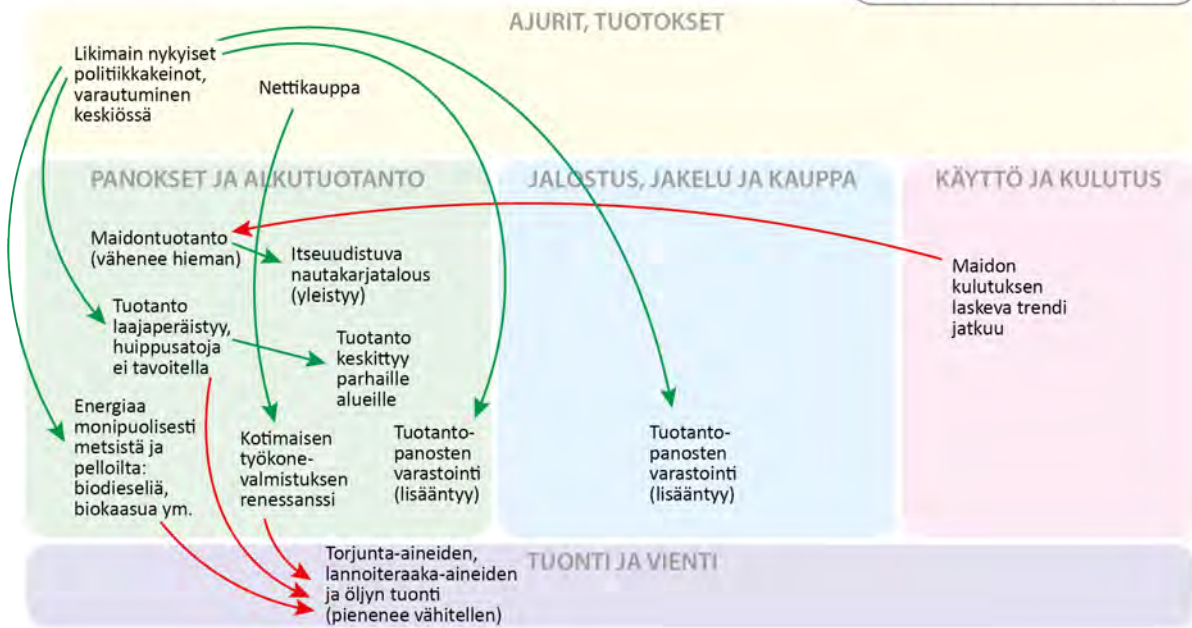 AJURIT, TUOTOKSET
Likimain nykyiset
politiikkakeinot,
varautuminen
keskiössä
Nettikauppa
PANOKSET JA ALKUTUOTANTO
Maidontuotanto
(vähenee hieman)
Itseuudistuva
nautakarjatalous
(yleistyy)
Tuotanto
laajaperäistyy,
huippusatoja
ei tavoitella
Tuotanto
keskittyy
parhaille
alueille
Energiaa
monipuolisesti
metsistä ja
pelloilta:
biodieseliä,
biokaasua ym.
Kotimaisen
työkone-
valmistuksen
renessanssi
Tuotanto-
panosten
varastointi
(lisääntyy)
JALOSTUS, JAKELU JA KAUPPA
Tuotanto-
panosten
varastointi
(lisääntyy)
KÄYTTÖ JA KULUTUS
Maidon
kulutuksen
laskeva trendi
jatkuu
TUONTI JA VIENTI
Torjunta-aineiden,
lannoiteraaka-aineiden
ja öljyn tuonti
(pienenee vähitellen)